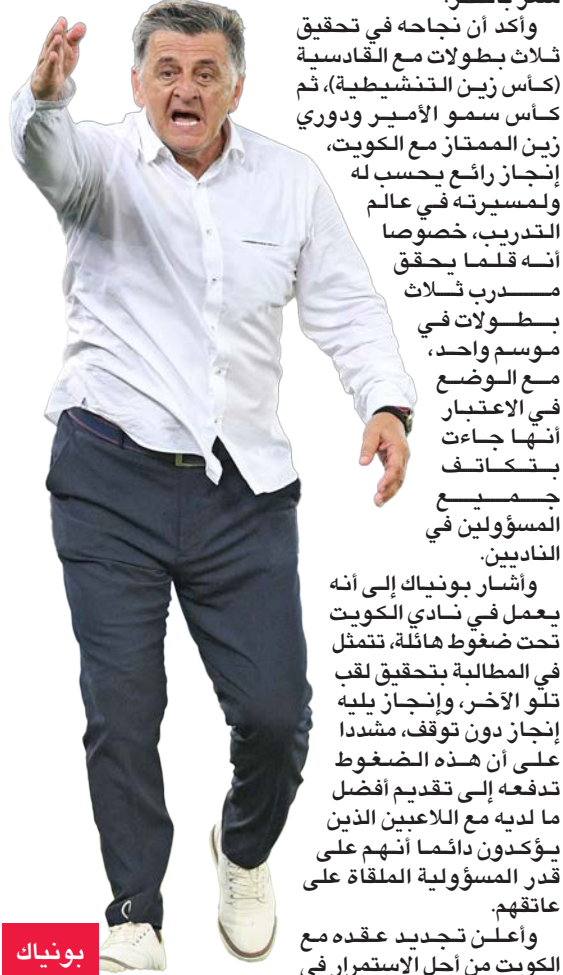 وأكد أن نجاحه في تحقيق
ثلاث بطولات مع القادسية
(كأس زين التنشيطية)، ثم
كأس سمو الأمير ودوري
زين الممتاز مع الكويت،
إنجاز رائع يحسب له
ولمسيرته في عالم
التدريب، خصوصا
أنه قلما يحقق
مدرب ثلاث
بطولات في
موسم واحد،
مع الوضع
في الاعتبار
أنها جاءت
بتكاتف
جميع
المسؤولين في
الناديين.
وأشار بونياك إلى أنه
يعمل في نادي الكويت
تحت ضغوط هائلة، تتمثل
في المطالبة بتحقيق لقب
تلو الآخر، وإنجاز يليه
إنجاز دون توقف، مشددا
على أن هذه الضغوط
تدفعه إلى تقديم أفضل
ما لديه مع اللاعبين الذين
يؤكدون دائما أنهم على
قدر المسؤولية الملقاة على
عاتقهم.
وأعلن تجديد عقده مع
الكويت من أجل الاستمرار في
بونياك